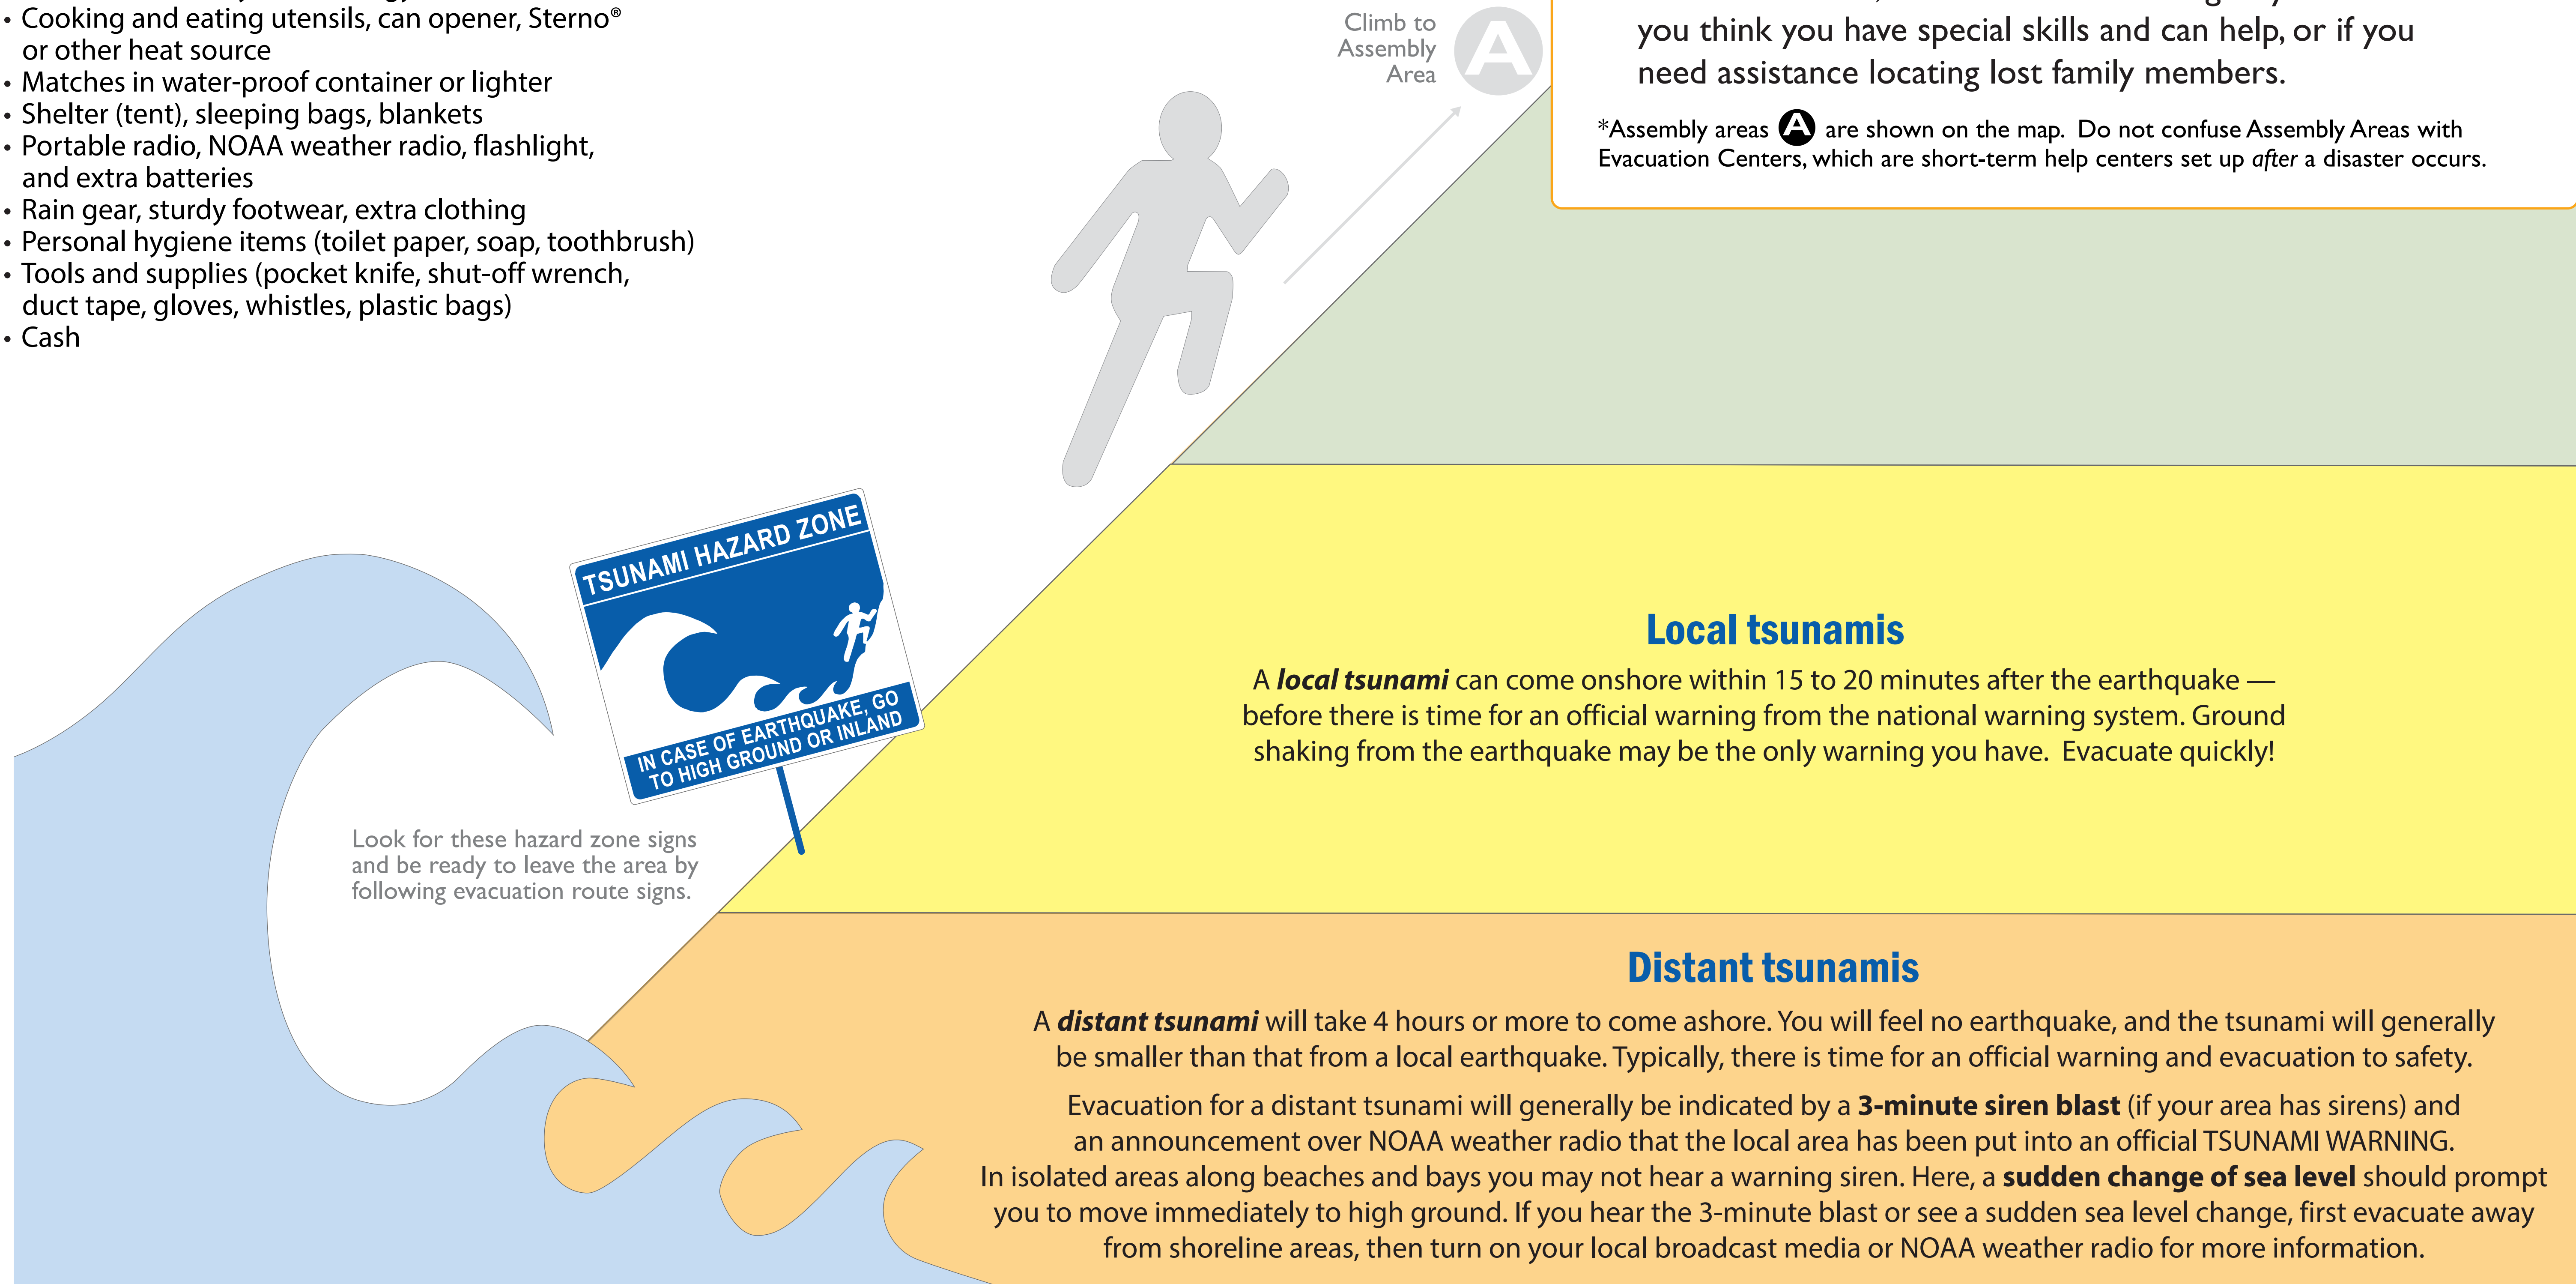 • Cooking and eating utensils, can opener, Sterno®
or other heat source
• Matches in water-proof container or lighter
• Shelter (tent), sleeping bags, blankets
• Portable radio, NOAA weather radio, flashlight,
and extra batteries
• Rain gear, sturdy footwear, extra clothing
• Personal hygiene items (toilet paper, soap, toothbrush)
• Tools and supplies (pocket knife, shut-off wrench,
duct tape, gloves, whistles, plastic bags)
• Cash
Climb to
Assembly
Area
A
you think you have special skills and can help, or if you
need assistance locating lost family members.
*Assembly areas A are shown on the map. Do not confuse Assembly Areas with
Evacuation Centers, which are short-term help centers set up after a disaster occurs.
TSUNAMI HAZARD ZONE
IN CASE OF EARTHQUAKE, GO
TO HIGH GROUND OR INLAND
Look for these hazard zone signs
and be ready to leave the area by
following evacuation route signs.
Local tsunamis
A local tsunami can come onshore within 15 to 20 minutes after the earthquake —
before there is time for an official warning from the national warning system. Ground
shaking from the earthquake may be the only warning you have. Evacuate quickly!
Distant tsunamis
A distant tsunami will take 4 hours or more to come ashore. You will feel no earthquake, and the tsunami will generally
be smaller than that from a local earthquake. Typically, there is time for an official warning and evacuation to safety.
Evacuation for a distant tsunami will generally be indicated by a 3-minute siren blast (if your area has sirens) and
an announcement over NOAA weather radio that the local area has been put into an official TSUNAMI WARNING.
In isolated areas along beaches and bays you may not hear a warning siren. Here, a sudden change of sea level should prompt
you to move immediately to high ground. If you hear the 3-minute blast or see a sudden sea level change, first evacuate away
from shoreline areas, then turn on your local broadcast media or NOAA weather radio for more information.